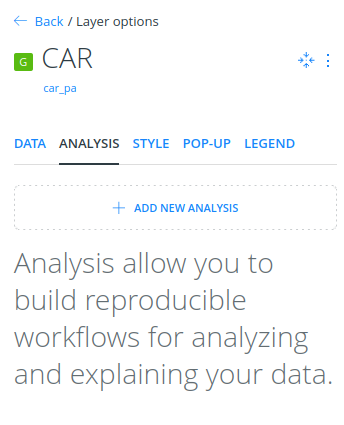 Back / Layer options
G CAR
car_pa
DATA ANALYSIS STYLE POP-UP LEGEND
ADD NEW ANALYSIS
Analysis allow you to
build reproducible
workflows for analyzing
and explaining your data.